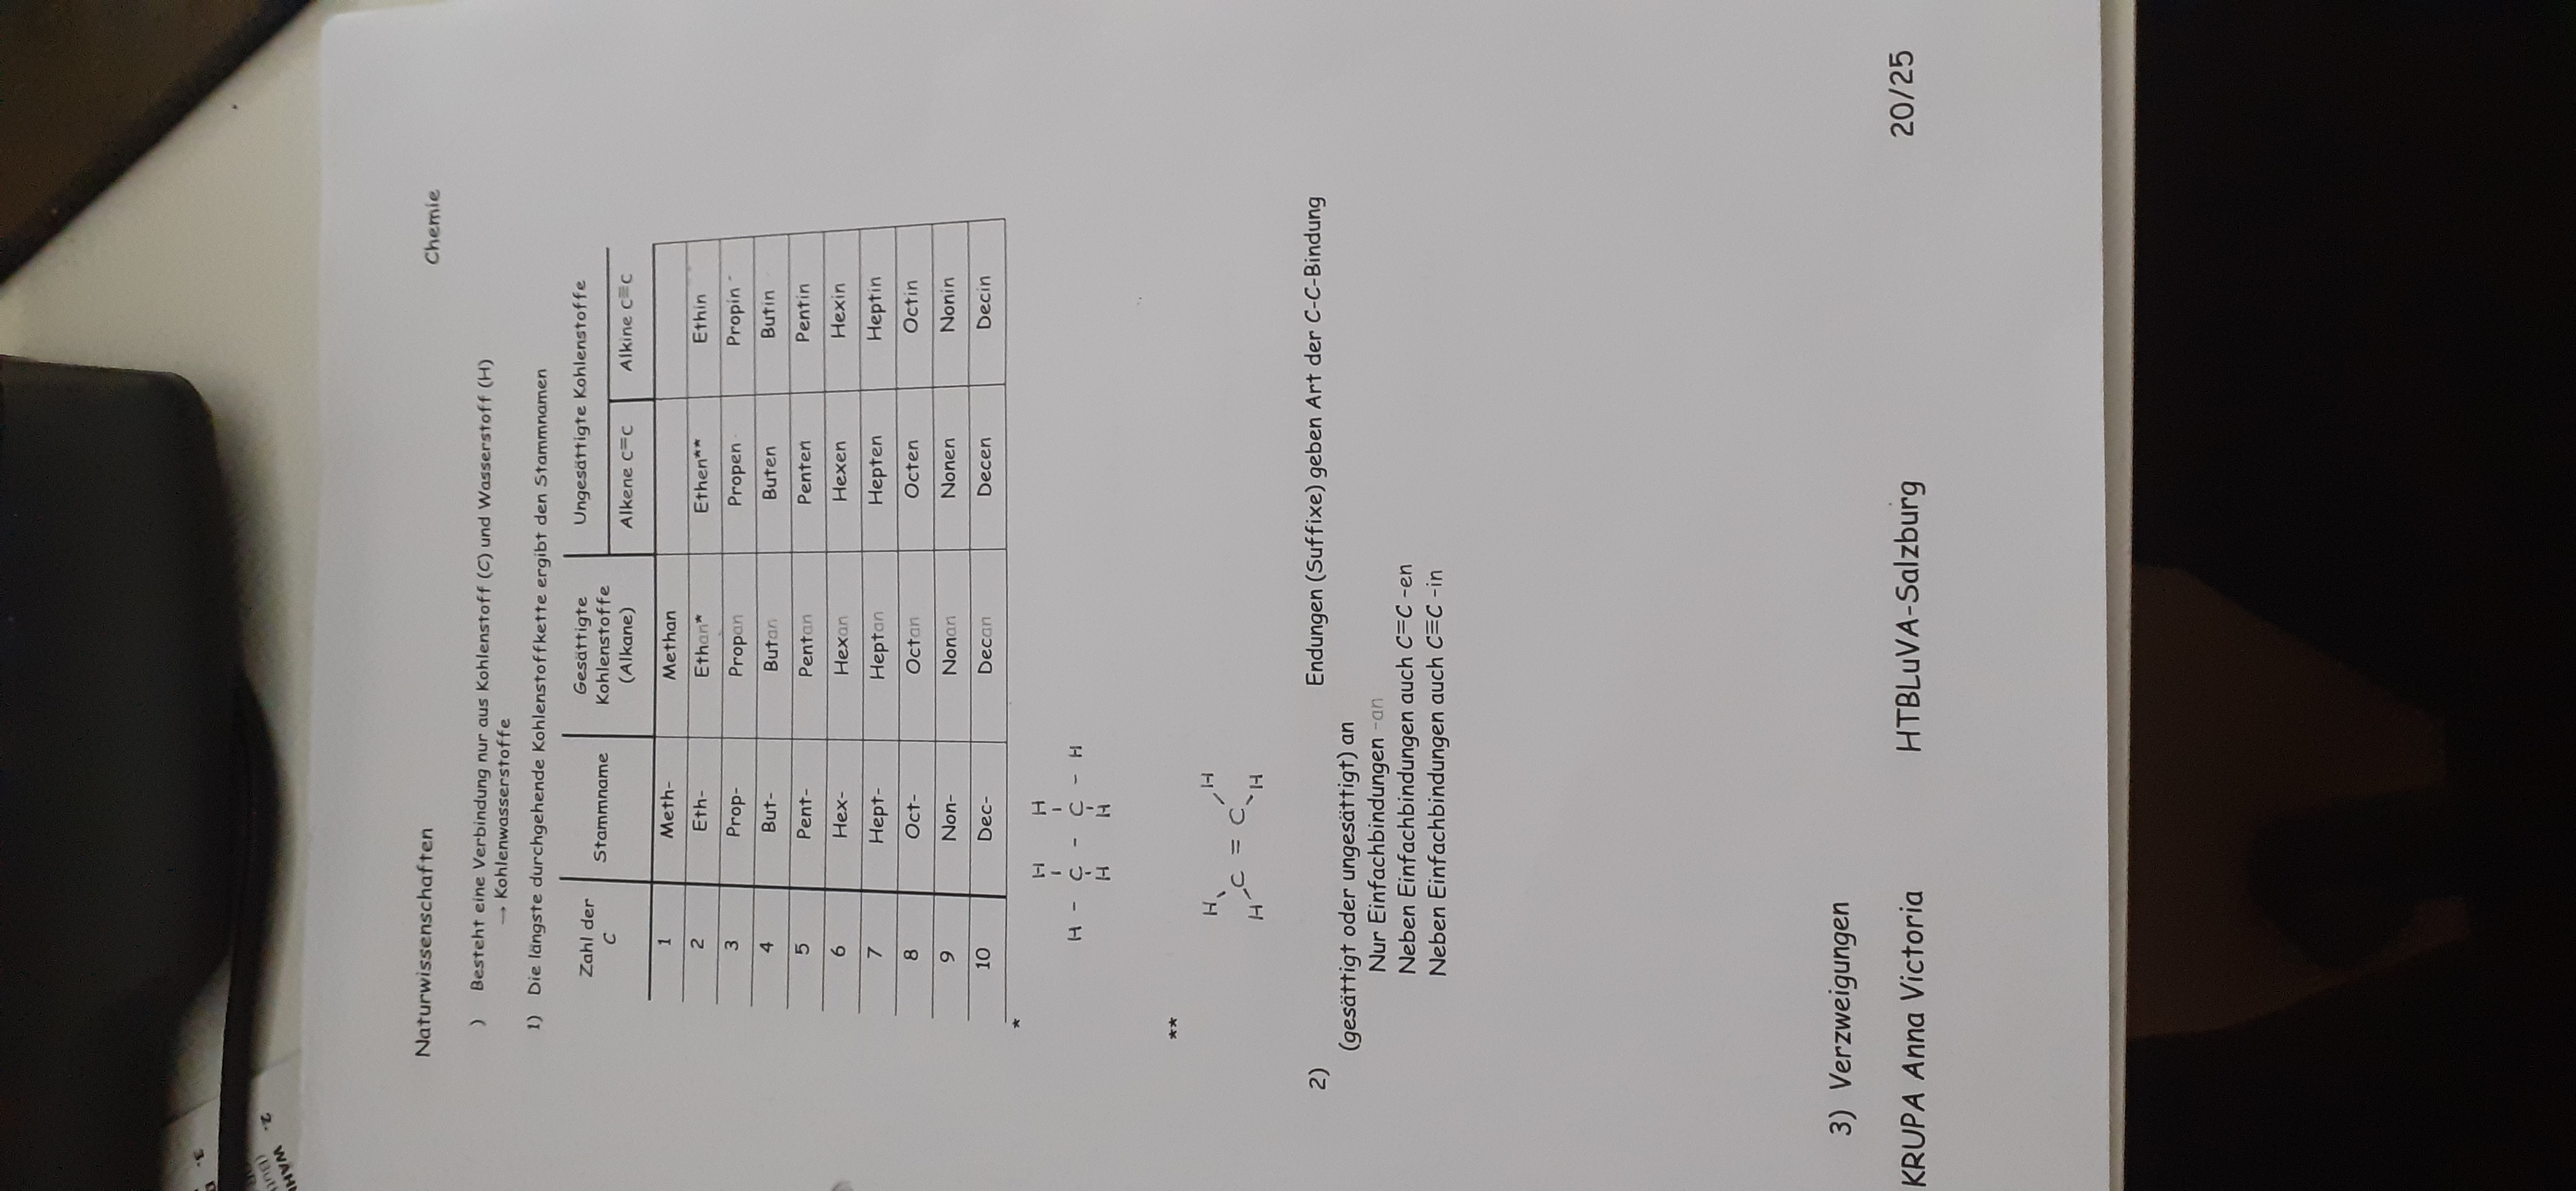 3.
2.
WAH
Naturwissenschaften
Chemie
) Besteht eine Verbindung nur aus Kohlenstoff (C) und Wasserstoff (H)
→ Kohlenwasserstoffe
1) Die längste durchgehende Kohlenstoffkette ergibt den Stammnamen
Zahl der C | Stammname | Gesättigte Kohlenstoffe (Alkane) | Ungesättigte Kohlenstoffe
Alkene C=C | Alkine C≡C
1 Meth- Methan
2 Eth- Ethan* Ethen** Ethin
3 Prop- Propan Propen Propin
4 But- Butan Buten Butin
5 Pent- Pentan Penten Pentin
6 Hex- Hexan Hexen Hexin
7 Hept- Heptan Hepten Heptin
8 Oct- Octan Octen Octin
9 Non- Nonan Nonen Nonin
10 Dec- Decan Decen Decin
*
H H
H - C - C - H
H H
**
H H
C = C
H H
2) Endungen (Suffixe) geben Art der C-C-Bindung
(gesättigt oder ungesättigt) an
Nur Einfachbindungen -an
Neben Einfachbindungen auch C=C -en
Neben Einfachbindungen auch C≡C -in
3) Verzweigungen
KRUPA Anna Victoria HTBLuVA-Salzburg 20/25